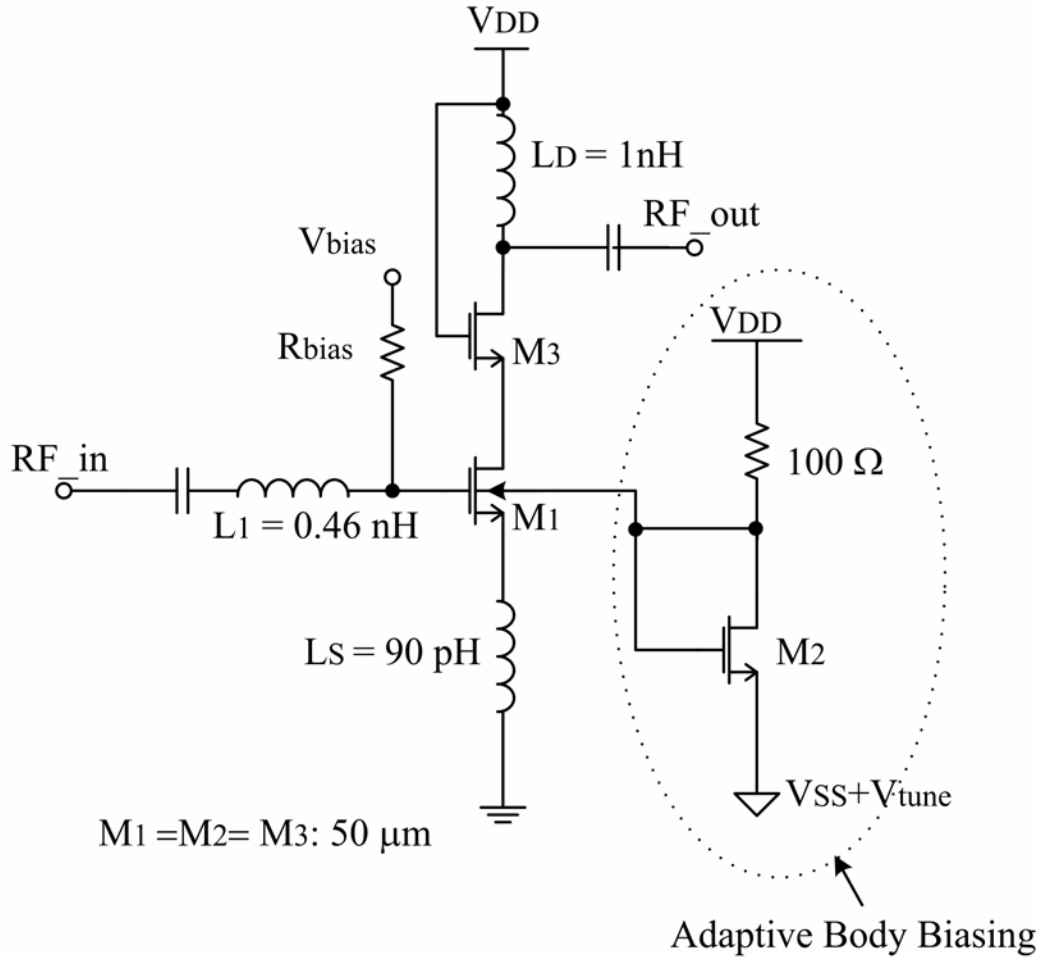 VDD
LD = 1nH
RF_out
Vbias
Rbias
M3
VDD
100 Ω
RF_in
L1 = 0.46 nH
M1
LS = 90 pH
M2
VSS+Vtune
M1 =M2= M3: 50 μm
Adaptive Body Biasing